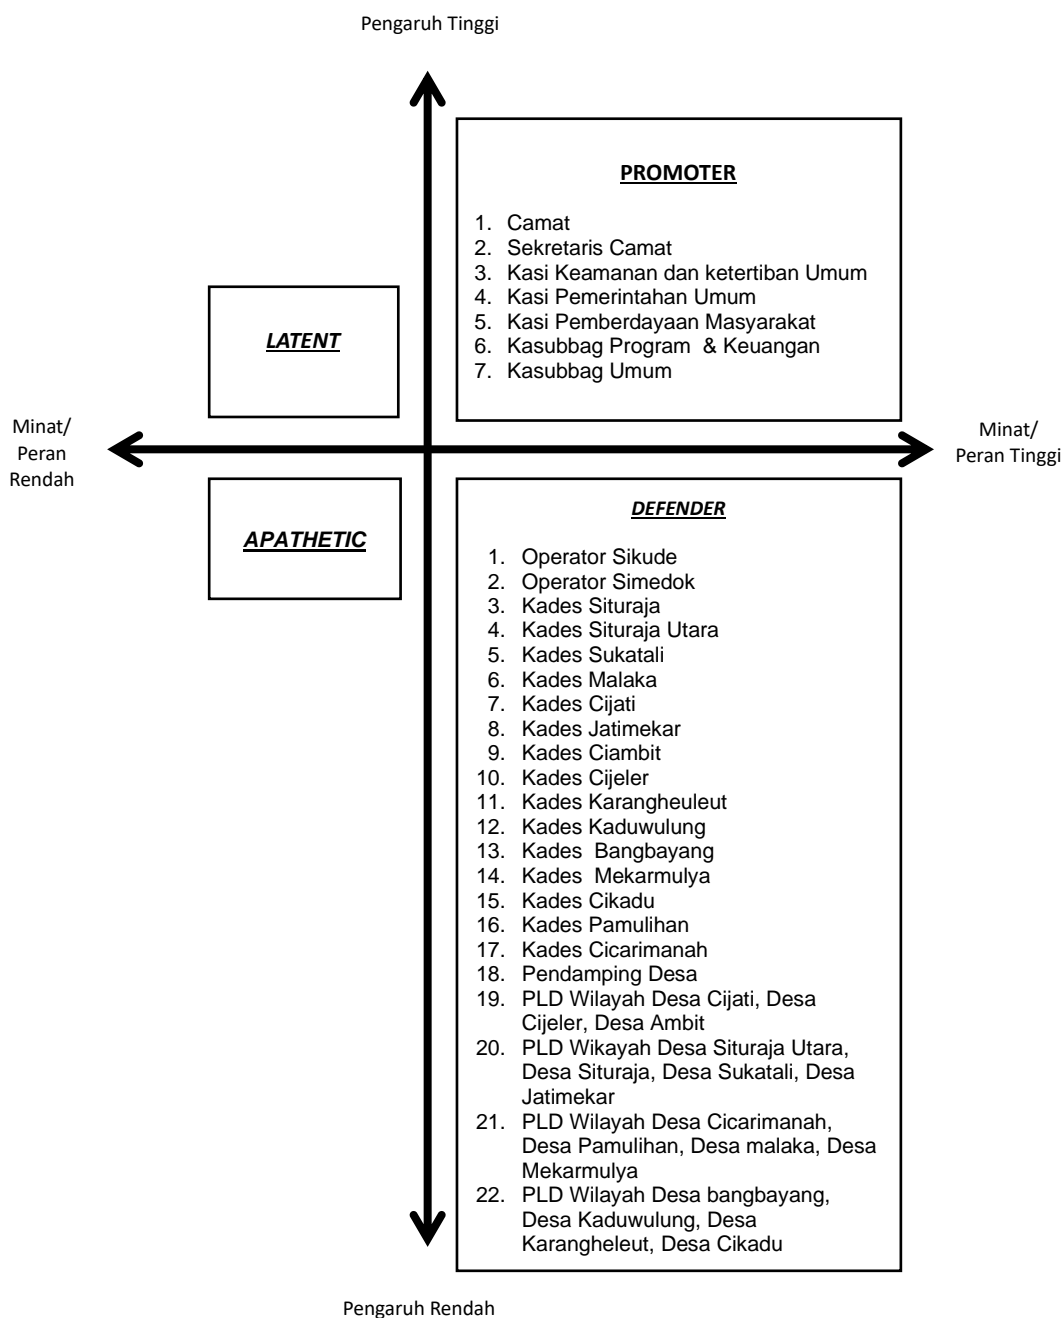 Pengaruh Tinggi
PROMOTER
1. Camat
2. Sekretaris Camat
3. Kasi Keamanan dan ketertiban Umum
4. Kasi Pemerintahan Umum
5. Kasi Pemberdayaan Masyarakat
6. Kasubbag Program & Keuangan
7. Kasubbag Umum
LATENT
Minat/
Peran
Rendah
Minat/
Peran Tinggi
APATHETIC
DEFENDER
1. Operator Sikude
2. Operator Simedok
3. Kades Situraja
4. Kades Situraja Utara
5. Kades Sukatali
6. Kades Malaka
7. Kades Cijati
8. Kades Jatimekar
9. Kades Ciambit
10. Kades Cijeler
11. Kades Karangheuleut
12. Kades Kaduwulung
13. Kades Bangbayang
14. Kades Mekarmulya
15. Kades Cikadu
16. Kades Pamulihan
17. Kades Cicarimanah
18. Pendamping Desa
19. PLD Wilayah Desa Cijati, Desa
Cijeler, Desa Ambit
20. PLD Wikayah Desa Situraja Utara,
Desa Situraja, Desa Sukatali, Desa
Jatimekar
21. PLD Wilayah Desa Cicarimanah,
Desa Pamulihan, Desa malaka, Desa
Mekarmulya
22. PLD Wilayah Desa bangbayang,
Desa Kaduwulung, Desa
Karangheleut, Desa Cikadu
Pengaruh Rendah